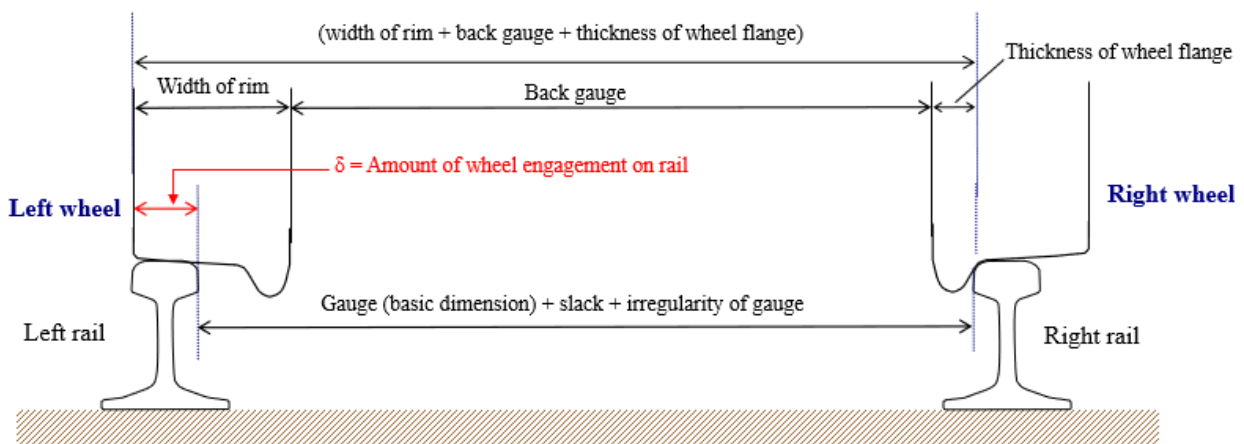 (width of rim + back gauge + thickness of wheel flange)
Thickness of wheel flange
Width of rim
Back gauge
δ = Amount of wheel engagement on rail
Left wheel
Right wheel
Gauge (basic dimension) + slack + irregularity of gauge
Left rail
Right rail